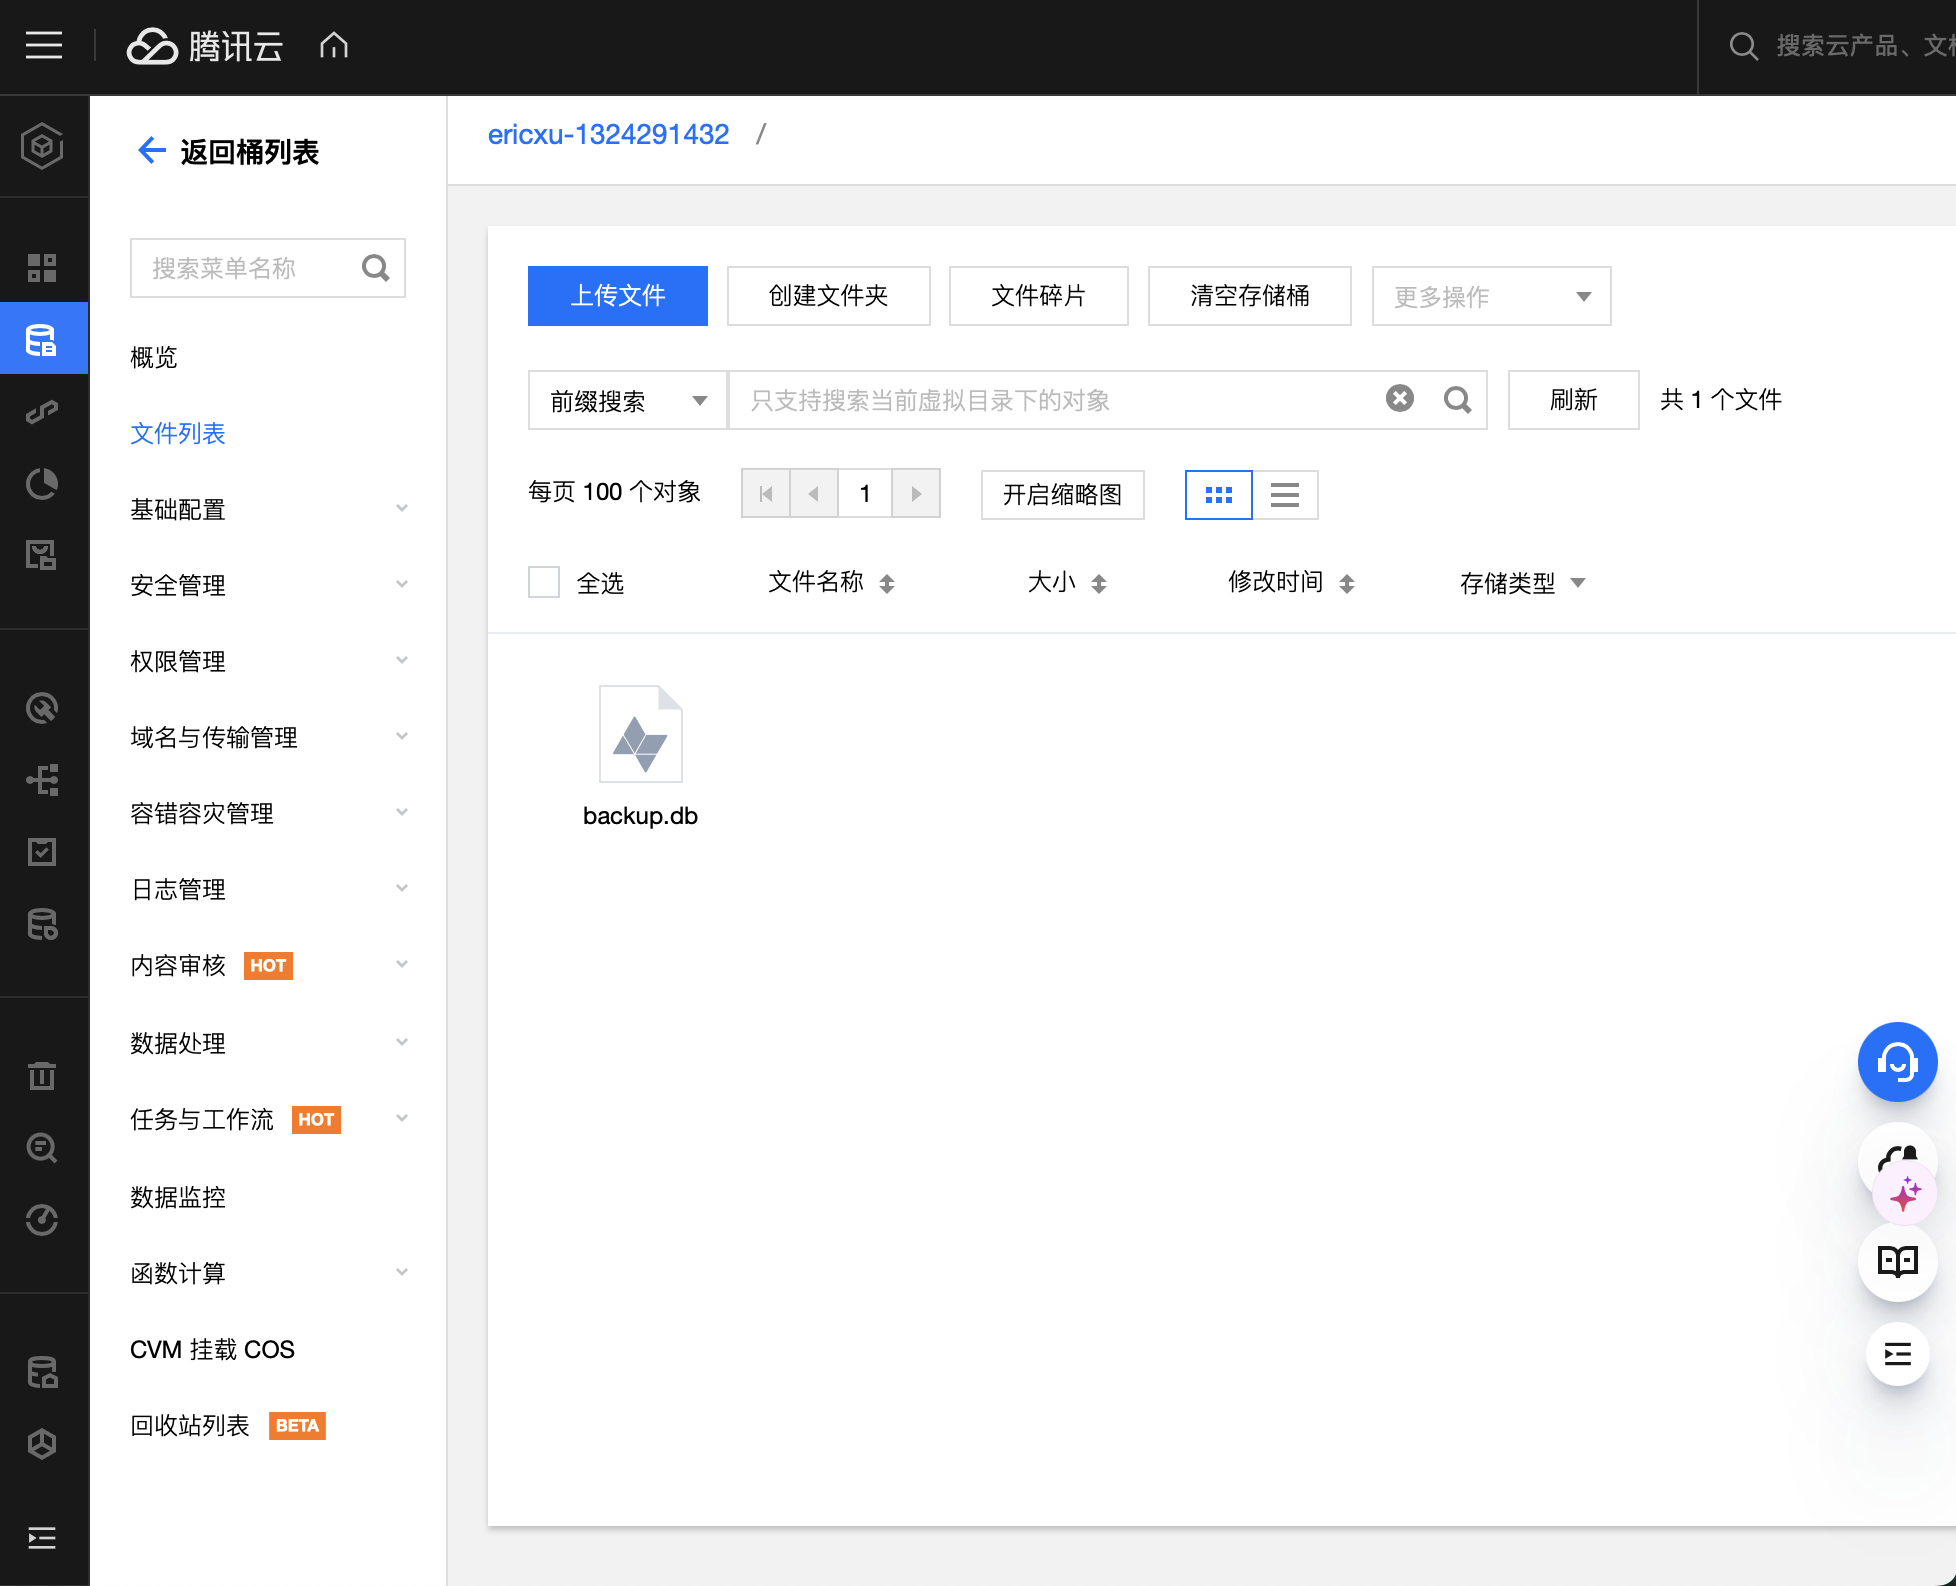 腾讯云
搜索云产品、文
返回桶列表
搜索菜单名称
概览
文件列表
基础配置
安全管理
权限管理
域名与传输管理
容错容灾管理
日志管理
内容审核 HOT
数据处理
任务与工作流 HOT
数据监控
函数计算
CVM 挂载 COS
回收站列表 BETA
ericxu-1324291432 /
上传文件 创建文件夹 文件碎片 清空存储桶 更多操作
前缀搜索 只支持搜索当前虚拟目录下的对象 刷新 共 1 个文件
每页 100 个对象 1 开启缩略图
全选 文件名称 大小 修改时间 存储类型
backup.db